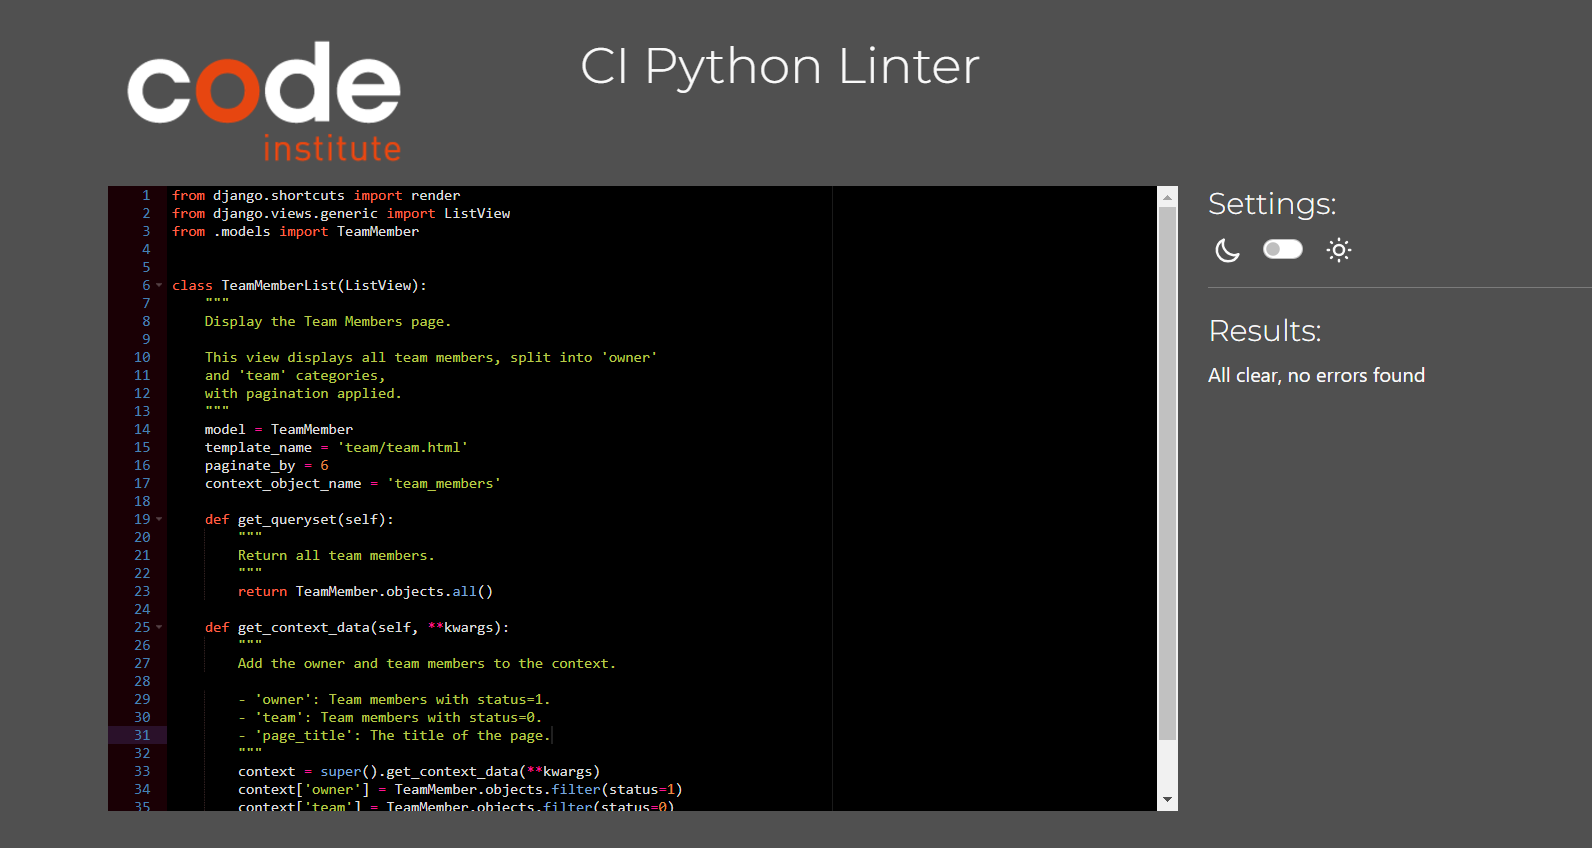 code
institute
CI Python Linter
1 from django.shortcuts import render
2 from django.views.generic import ListView
3 from .models import TeamMember
4
5
6 class TeamMemberList(ListView):
7     """
8     Display the Team Members page.
9
10     This view displays all team members, split into 'owner'
11     and 'team' categories,
12     with pagination applied.
13     """
14     model = TeamMember
15     template_name = 'team/team.html'
16     paginate_by = 6
17     context_object_name = 'team_members'
18
19     def get_queryset(self):
20         """
21         Return all team members.
22         """
23         return TeamMember.objects.all()
24
25     def get_context_data(self, **kwargs):
26         """
27         Add the owner and team members to the context.
28
29         - 'owner': Team members with status=1.
30         - 'team': Team members with status=0.
31         - 'page_title': The title of the page.
32         """
33         context = super().get_context_data(**kwargs)
34         context['owner'] = TeamMember.objects.filter(status=1)
35         context['team'] = TeamMember.objects.filter(status=0)
Settings:
Results:
All clear, no errors found